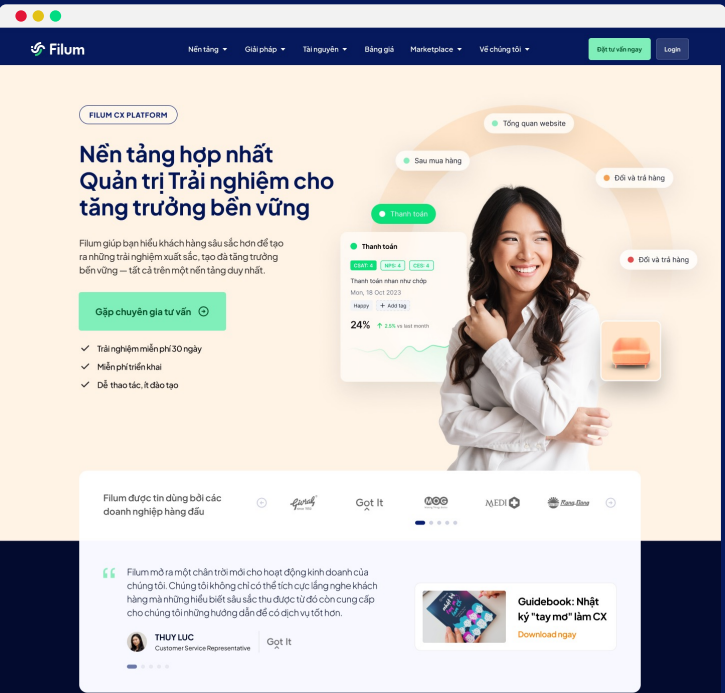 Filum
Nền tảng
Giải pháp
Tài nguyên
Bảng giá
Marketplace
Về chúng tôi
Đặt tư vấn ngay
Login
FILUM CX PLATFORM
Nền tảng hợp nhất
Quản trị Trải nghiệm cho
tăng trưởng bền vững
Filum giúp bạn hiểu khách hàng sâu sắc hơn để tạo
ra những trải nghiệm xuất sắc, tạo đà tăng trưởng
bền vững — tất cả trên một nền tảng duy nhất.
Gặp chuyên gia tư vấn
Trải nghiệm miễn phí 30 ngày
Miễn phí triển khai
Dễ thao tác, ít đào tạo
Tổng quan website
Sau mua hàng
Đổi và trả hàng
Thanh toán
Đổi và trả hàng
Thanh toán
CSAT: 4
NPS: 4
CES: 4
Thanh toán nhan như chớp
Mon, 18 Oct 2023
Happy
+ Add tag
24%
2.5% vs last month
Filum được tin dùng bởi các
doanh nghiệp hàng đầu
Givral
Got It
MOG
MEDI
Bong Bong
Filum mở ra một chân trời mới cho hoạt động kinh doanh của
chúng tôi. Chúng tôi không chỉ có thể tích cực lắng nghe khách
hàng mà những hiểu biết sâu sắc thu được từ đó còn cung cấp
cho chúng tôi những hướng dẫn để có dịch vụ tốt hơn.
THUY LUC
Customer Service Representative
Got It
Guidebook: Nhật
ký "tay mơ" làm CX
Download ngay